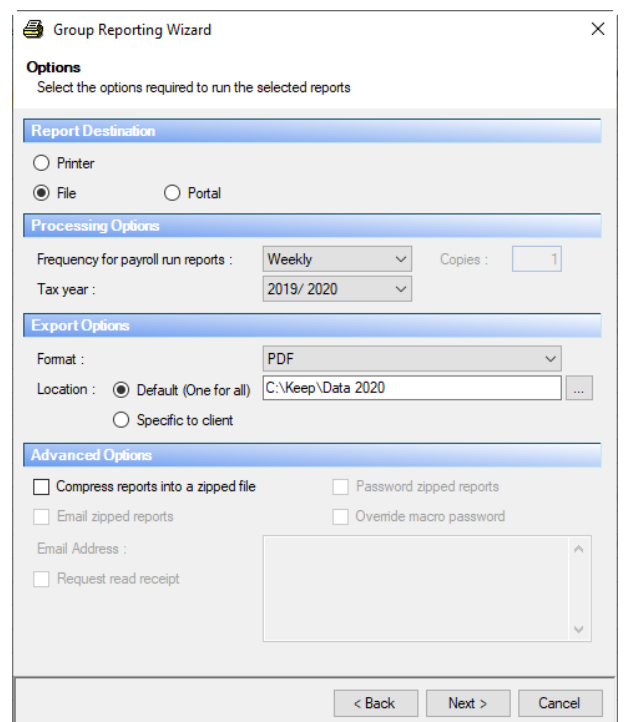 Group Reporting Wizard
Options
Select the options required to run the selected reports
Report Destination
Printer
File Portal
Processing Options
Frequency for payroll run reports : Weekly Copies : 1
Tax year : 2019/ 2020
Export Options
Format : PDF
Location : Default (One for all) C:\Keep\Data 2020 ...
Specific to client
Advanced Options
Compress reports into a zipped file Password zipped reports
Email zipped reports Override macro password
Email Address :
Request read receipt
< Back Next > Cancel